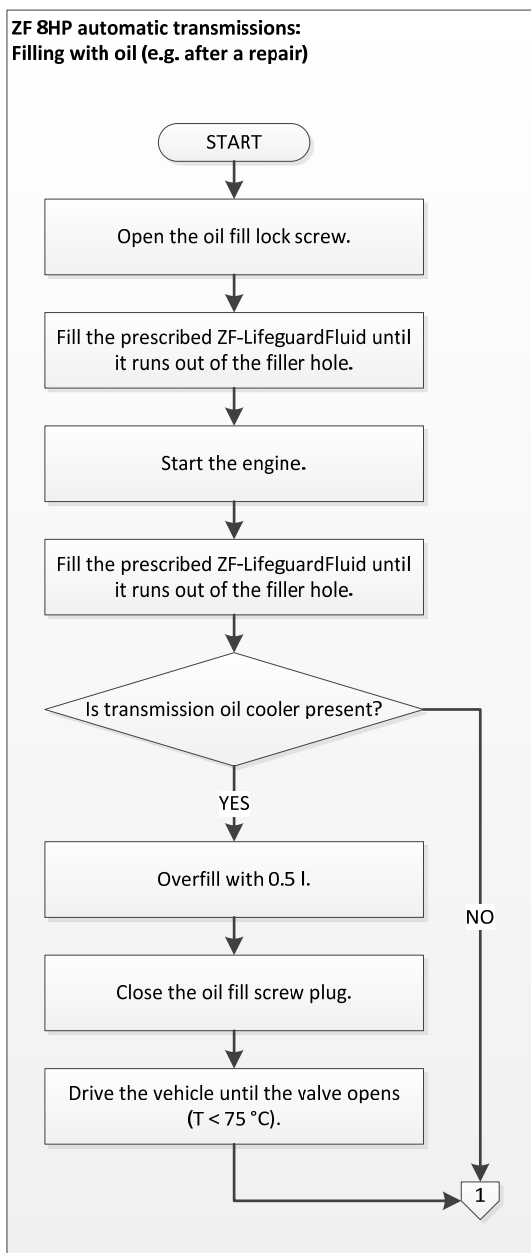 ZF 8HP automatic transmissions:
Filling with oil (e.g. after a repair)
START
Open the oil fill lock screw.
Fill the prescribed ZF-LifeguardFluid until
it runs out of the filler hole.
Start the engine.
Fill the prescribed ZF-LifeguardFluid until
it runs out of the filler hole.
Is transmission oil cooler present?
YES
Overfill with 0.5 l.
NO
Close the oil fill screw plug.
Drive the vehicle until the valve opens
(T < 75 °C).
1